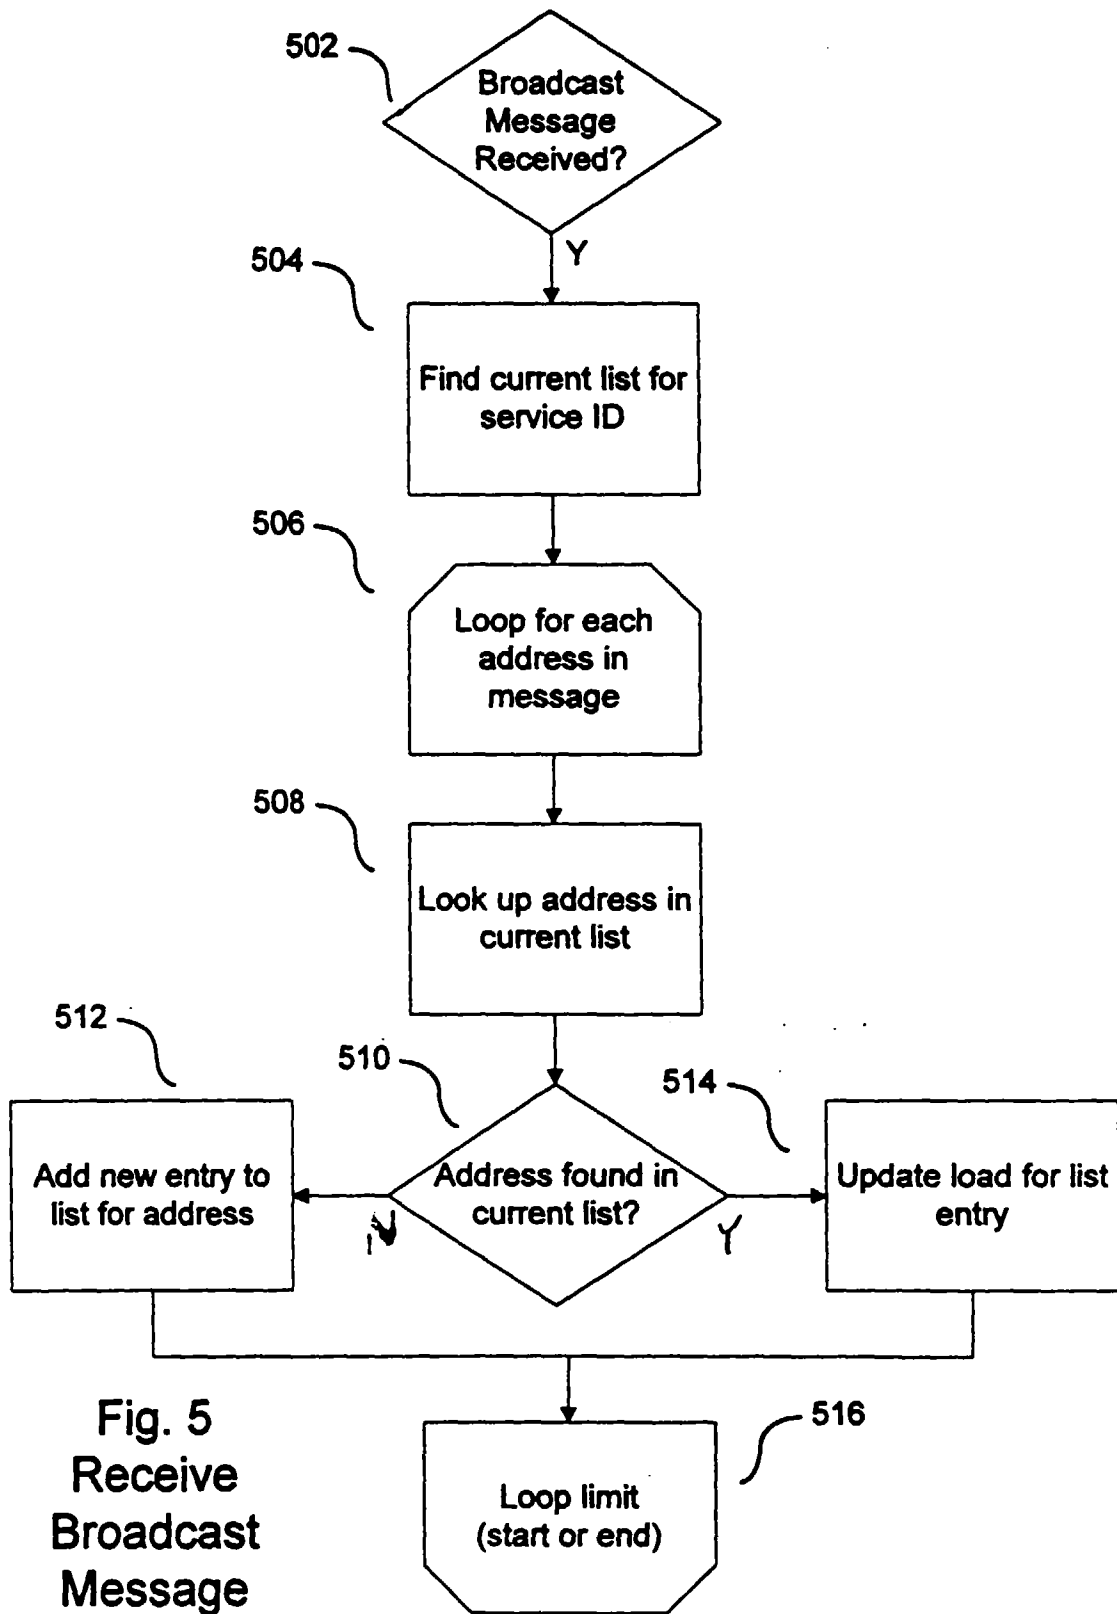 502
Broadcast
Message
Received?
Y
504
Find current list for
service ID
506
Loop for each
address in
message
508
Look up address in
current list
512
510
514
Add new entry to
list for address
N
Address found in
current list?
Y
Update load for list
entry
516
Loop limit
(start or end)
Fig. 5
Receive
Broadcast
Message